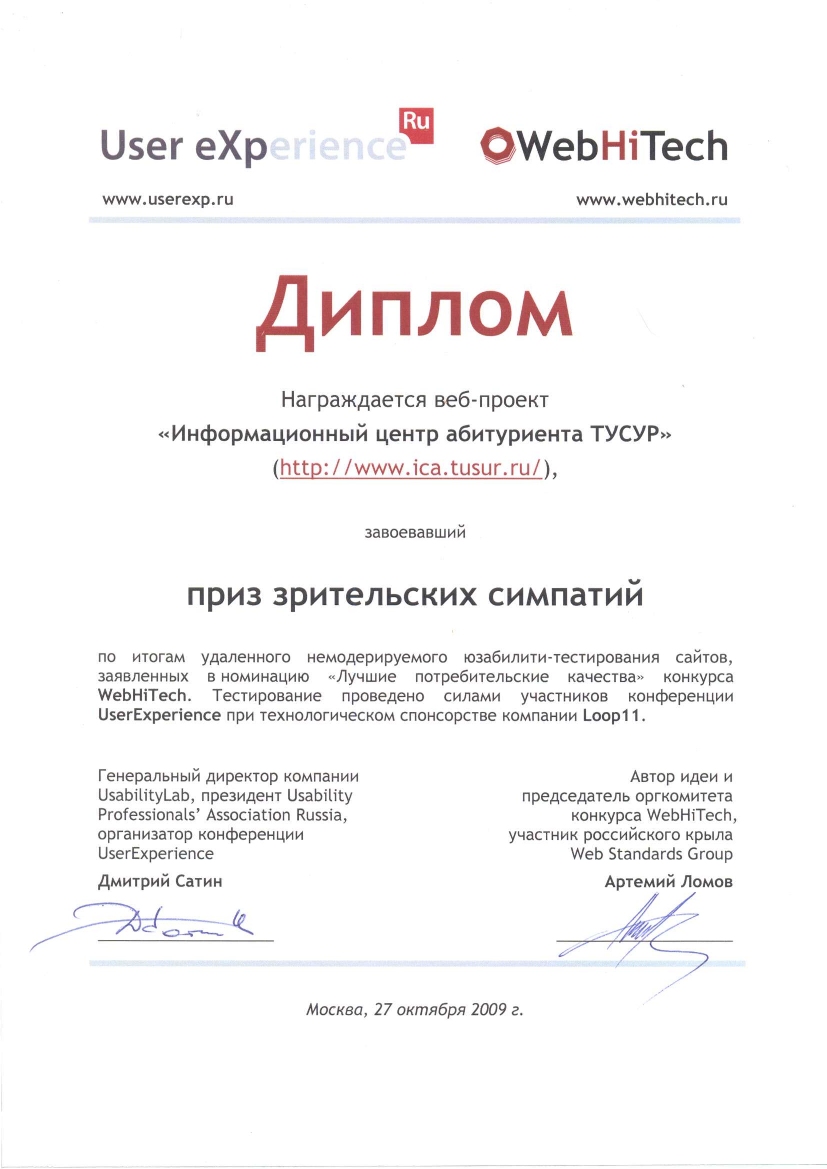 User eXperience Ru
WebHiTech
www.userexp.ru
www.webhitech.ru
Диплом
Награждается веб-проект
«Информационный центр абитуриента ТУСУР»
(http://www.ica.tusur.ru/),
завоевавший
приз зрительских симпатий
по итогам удаленного немодерируемого юзабилити-тестирования сайтов,
заявленных в номинацию «Лучшие потребительские качества» конкурса
WebHiTech. Тестирование проведено силами участников конференции
UserExperience при технологическом спонсорстве компании Loop11.
Генеральный директор компании
UsabilityLab, президент Usability
Professionals’ Association Russia,
организатор конференции
UserExperience
Дмитрий Сатин
Автор идеи и
председатель оргкомитета
конкурса WebHiTech,
участник российского крыла
Web Standards Group
Артемий Ломов
Москва, 27 октября 2009 г.